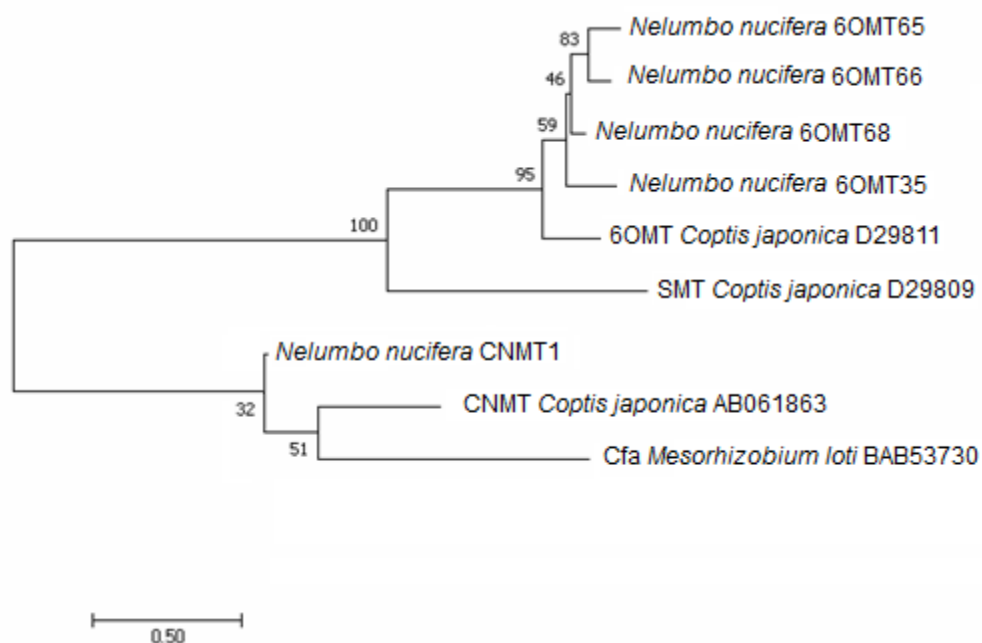 83
Nelumbo nucifera 6OMT65
46
Nelumbo nucifera 6OMT66
59
Nelumbo nucifera 6OMT68
95
Nelumbo nucifera 6OMT35
100
6OMT Coptis japonica D29811
SMT Coptis japonica D29809
Nelumbo nucifera CNMT1
32
CNMT Coptis japonica AB061863
51
Cfa Mesorhizobium loti BAB53730
0.50